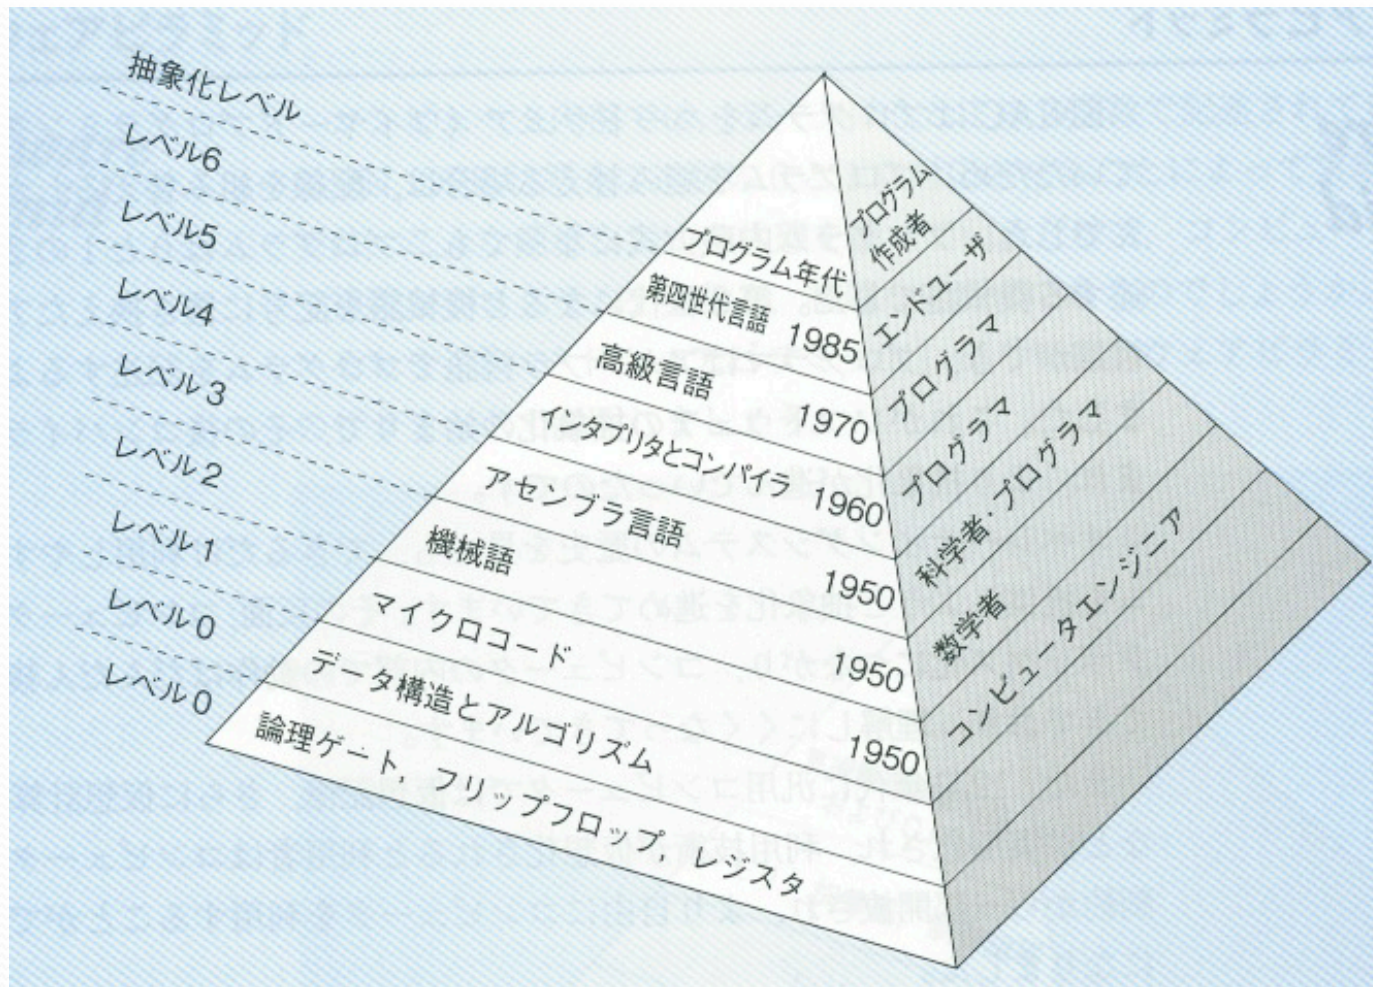 抽象化レベル
レベル6
レベル5
レベル4
レベル3
レベル2
レベル1
レベル0
レベル0
プログラム年代
第四世代言語 1985
高級言語 1970
インタプリタとコンパイラ 1960
アセンブラ言語 1950
機械語 1950
マイクロコード 1950
データ構造とアルゴリズム
論理ゲート，フリップフロップ，レジスタ
プログラム
作成者
エンドユーザ
プログラマ
プログラマ
科学者・プログラマ
数学者
コンピュータエンジニア